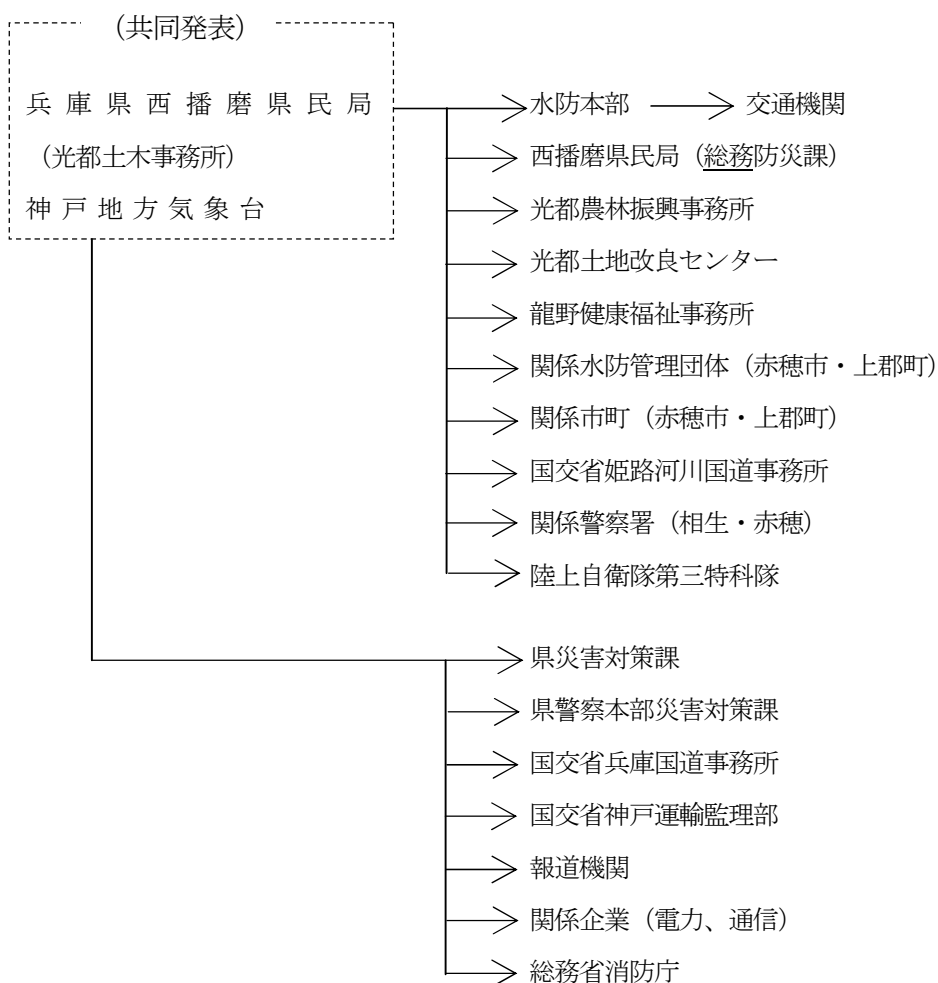 （共同発表）
兵庫県西播磨県民局
（光都土木事務所）
神戸地方気象台
水防本部 交通機関
西播磨県民局（総務防災課）
光都農林振興事務所
光都土地改良センター
龍野健康福祉事務所
関係水防管理団体（赤穂市・上郡町）
関係市町（赤穂市・上郡町）
国交省姫路河川国道事務所
関係警察署（相生・赤穂）
陸上自衛隊第三特科隊
県災害対策課
県警察本部災害対策課
国交省兵庫国道事務所
国交省神戸運輸監理部
報道機関
関係企業（電力、通信）
総務省消防庁